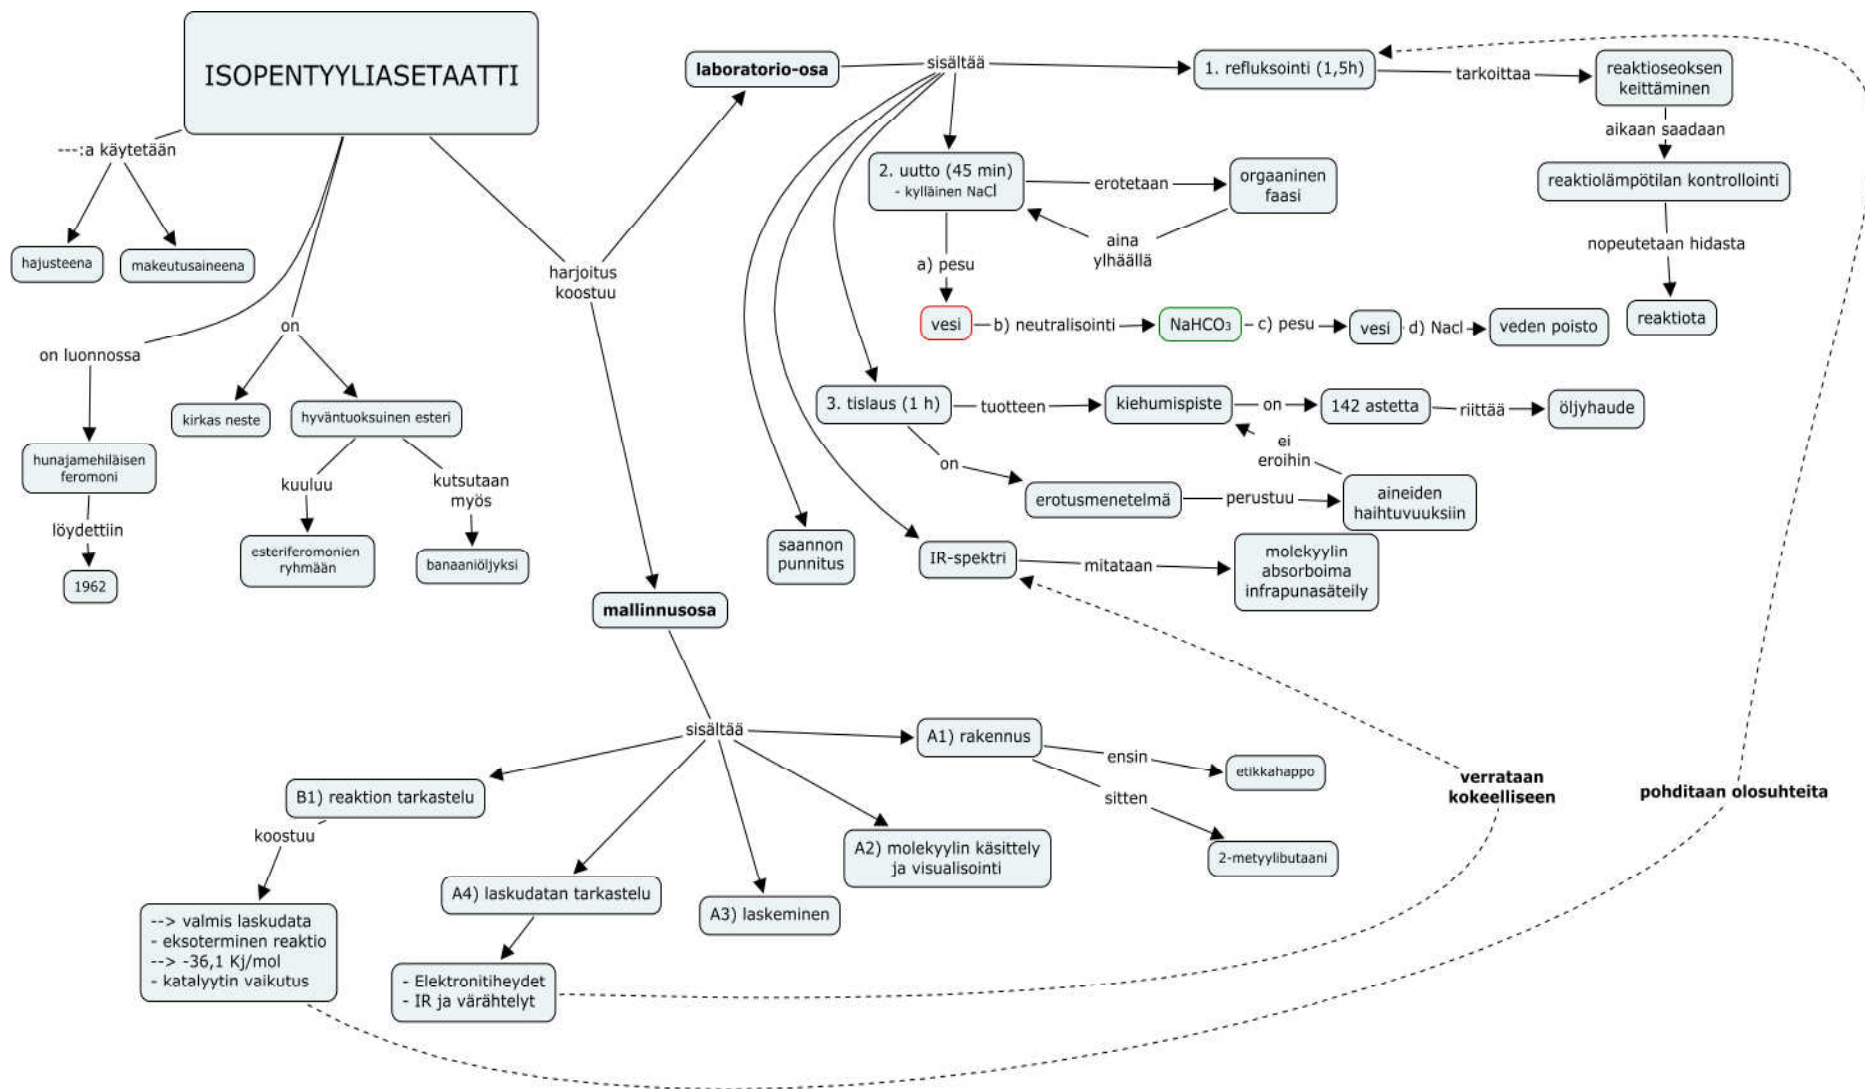 ISOPENTYYLIASETAATTI
---:a käytetään
hajusteena
makeutusaineena
on luonnossa
hunajamehiläisen
feromoni
löydettiin
1962
on
kirkas neste
hyväntuoksuinen esteri
kuuluu
esteriferomonien
ryhmään
kutsutaan
myös
banaaniöljyksi
harjoitus
koostuu
laboratorio-osa
sisältää
1. refluksointi (1,5h)
tarkoittaa
reaktioseoksen
keittäminen
aikaan saadaan
reaktiolämpötilan kontrollointi
nopeutetaan hidasta
reaktiota
2. uutto (45 min)
- kylläinen NaCl
erotetaan
orgaaninen
faasi
aina
ylhäällä
a) pesu
vesi
b) neutralisointi
NaHCO₃
c) pesu
vesi
d) Nacl
veden poisto
3. tislaus (1 h)
tuotteen
kiehumispiste
on
142 astetta
riittää
öljyhaude
on
erotusmenetelmä
perustuu
aineiden
haihtuvuuksiin
ei
eroihin
saannon
punnitus
IR-spektri
mitataan
molekyylin
absorboima
infrapunasäteily
mallinnusosa
sisältää
A1) rakennus
ensin
etikkahappo
sitten
2-metyylibutaani
A2) molekyylin käsittely
ja visualisointi
A3) laskeminen
A4) laskudatan tarkastelu
- Elektronitiheydet
- IR ja värähtelyt
B1) reaktion tarkastelu
koostuu
--> valmis laskudata
- eksoterminen reaktio
--> -36,1 Kj/mol
- katalyytin vaikutus
verrataan
kokeelliseen
pohditaan olosuhteita